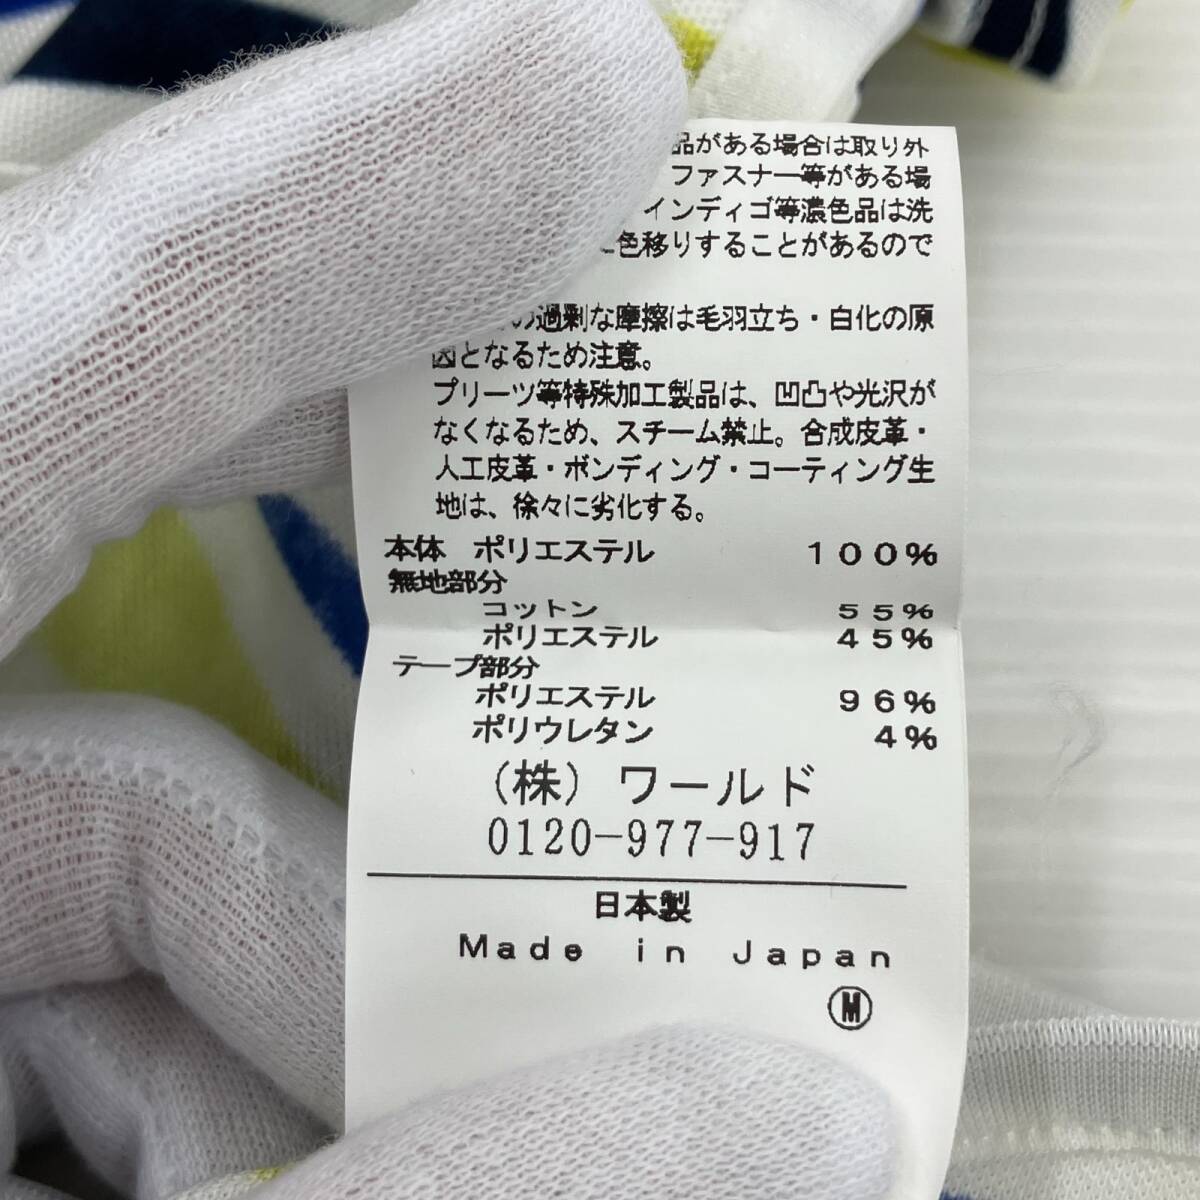 品がある場合は取り外
ファスナー等がある場
インディゴ等濃色品は洗
色移りすることがあるので
の過剰な摩擦は毛羽立ち・白化の原
因となるため注意。
プリーツ等特殊加工製品は、凹凸や光沢が
なくなるため、スチーム禁止。合成皮革・
人工皮革・ボンディング・コーティング生
地は、徐々に劣化する。
本体 ポリエステル 100%
無地部分
コットン 55%
ポリエステル 45%
テープ部分
ポリエステル 96%
ポリウレタン 4%
(株) ワールド
0120-977-917
日本製
Made in Japan
M